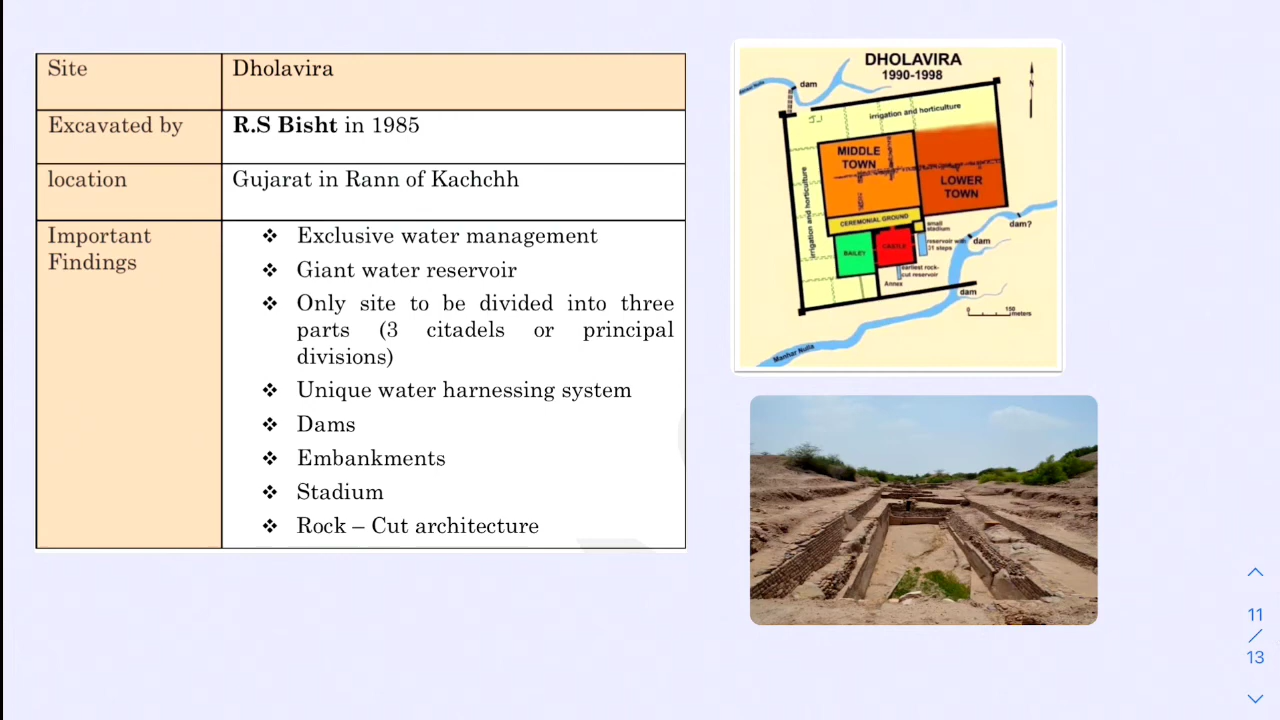 Site
Dholavira
Excavated by
R.S Bisht in 1985
location
Gujarat in Rann of Kachchh
Important
Findings
❖ Exclusive water management
❖ Giant water reservoir
❖ Only site to be divided into three
parts (3 citadels or principal
divisions)
❖ Unique water harnessing system
❖ Dams
❖ Embankments
❖ Stadium
❖ Rock – Cut architecture
DHOLAVIRA
1990-1998
dam
N
irrigation and horticulture
irrigation and horticulture
MIDDLE
TOWN
LOWER
TOWN
CEREMONIAL GROUND
small
stadium
dam?
BAILEY
CASTLE
reservoir with
31 steps
dam
earliest rock-
cut reservoir
Annex
dam
0 150
meters
Manhar Nulla
11
/
13